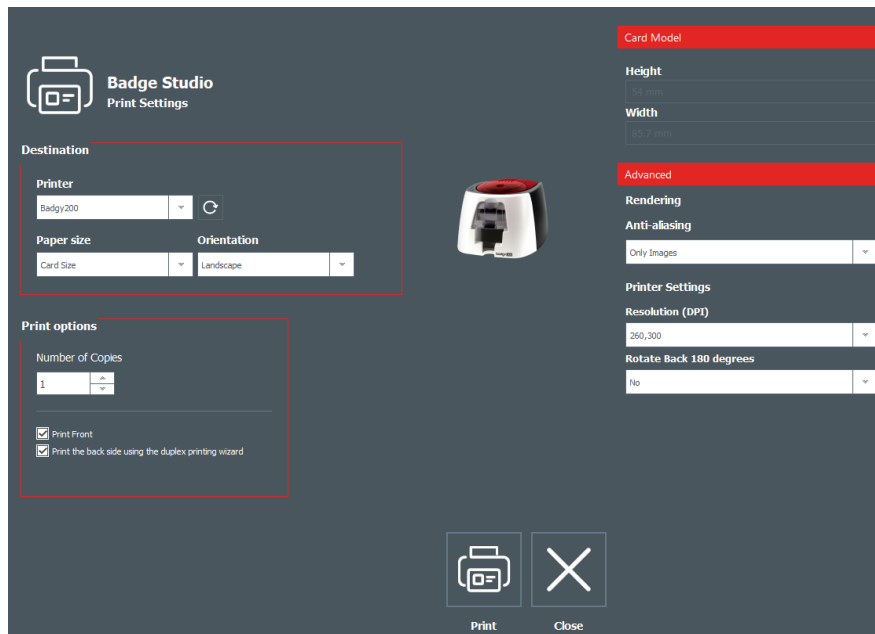 Badge Studio
Print Settings
Destination
Printer
Badgy200
Paper size
Orientation
Card Size
Landscape
Print options
Number of Copies
1
Print Front
Print the back side using the duplex printing wizard
Print
Close
Card Model
Height
54 mm
Width
85,7 mm
Advanced
Rendering
Anti-aliasing
Only Images
Printer Settings
Resolution (DPI)
260,300
Rotate Back 180 degrees
No